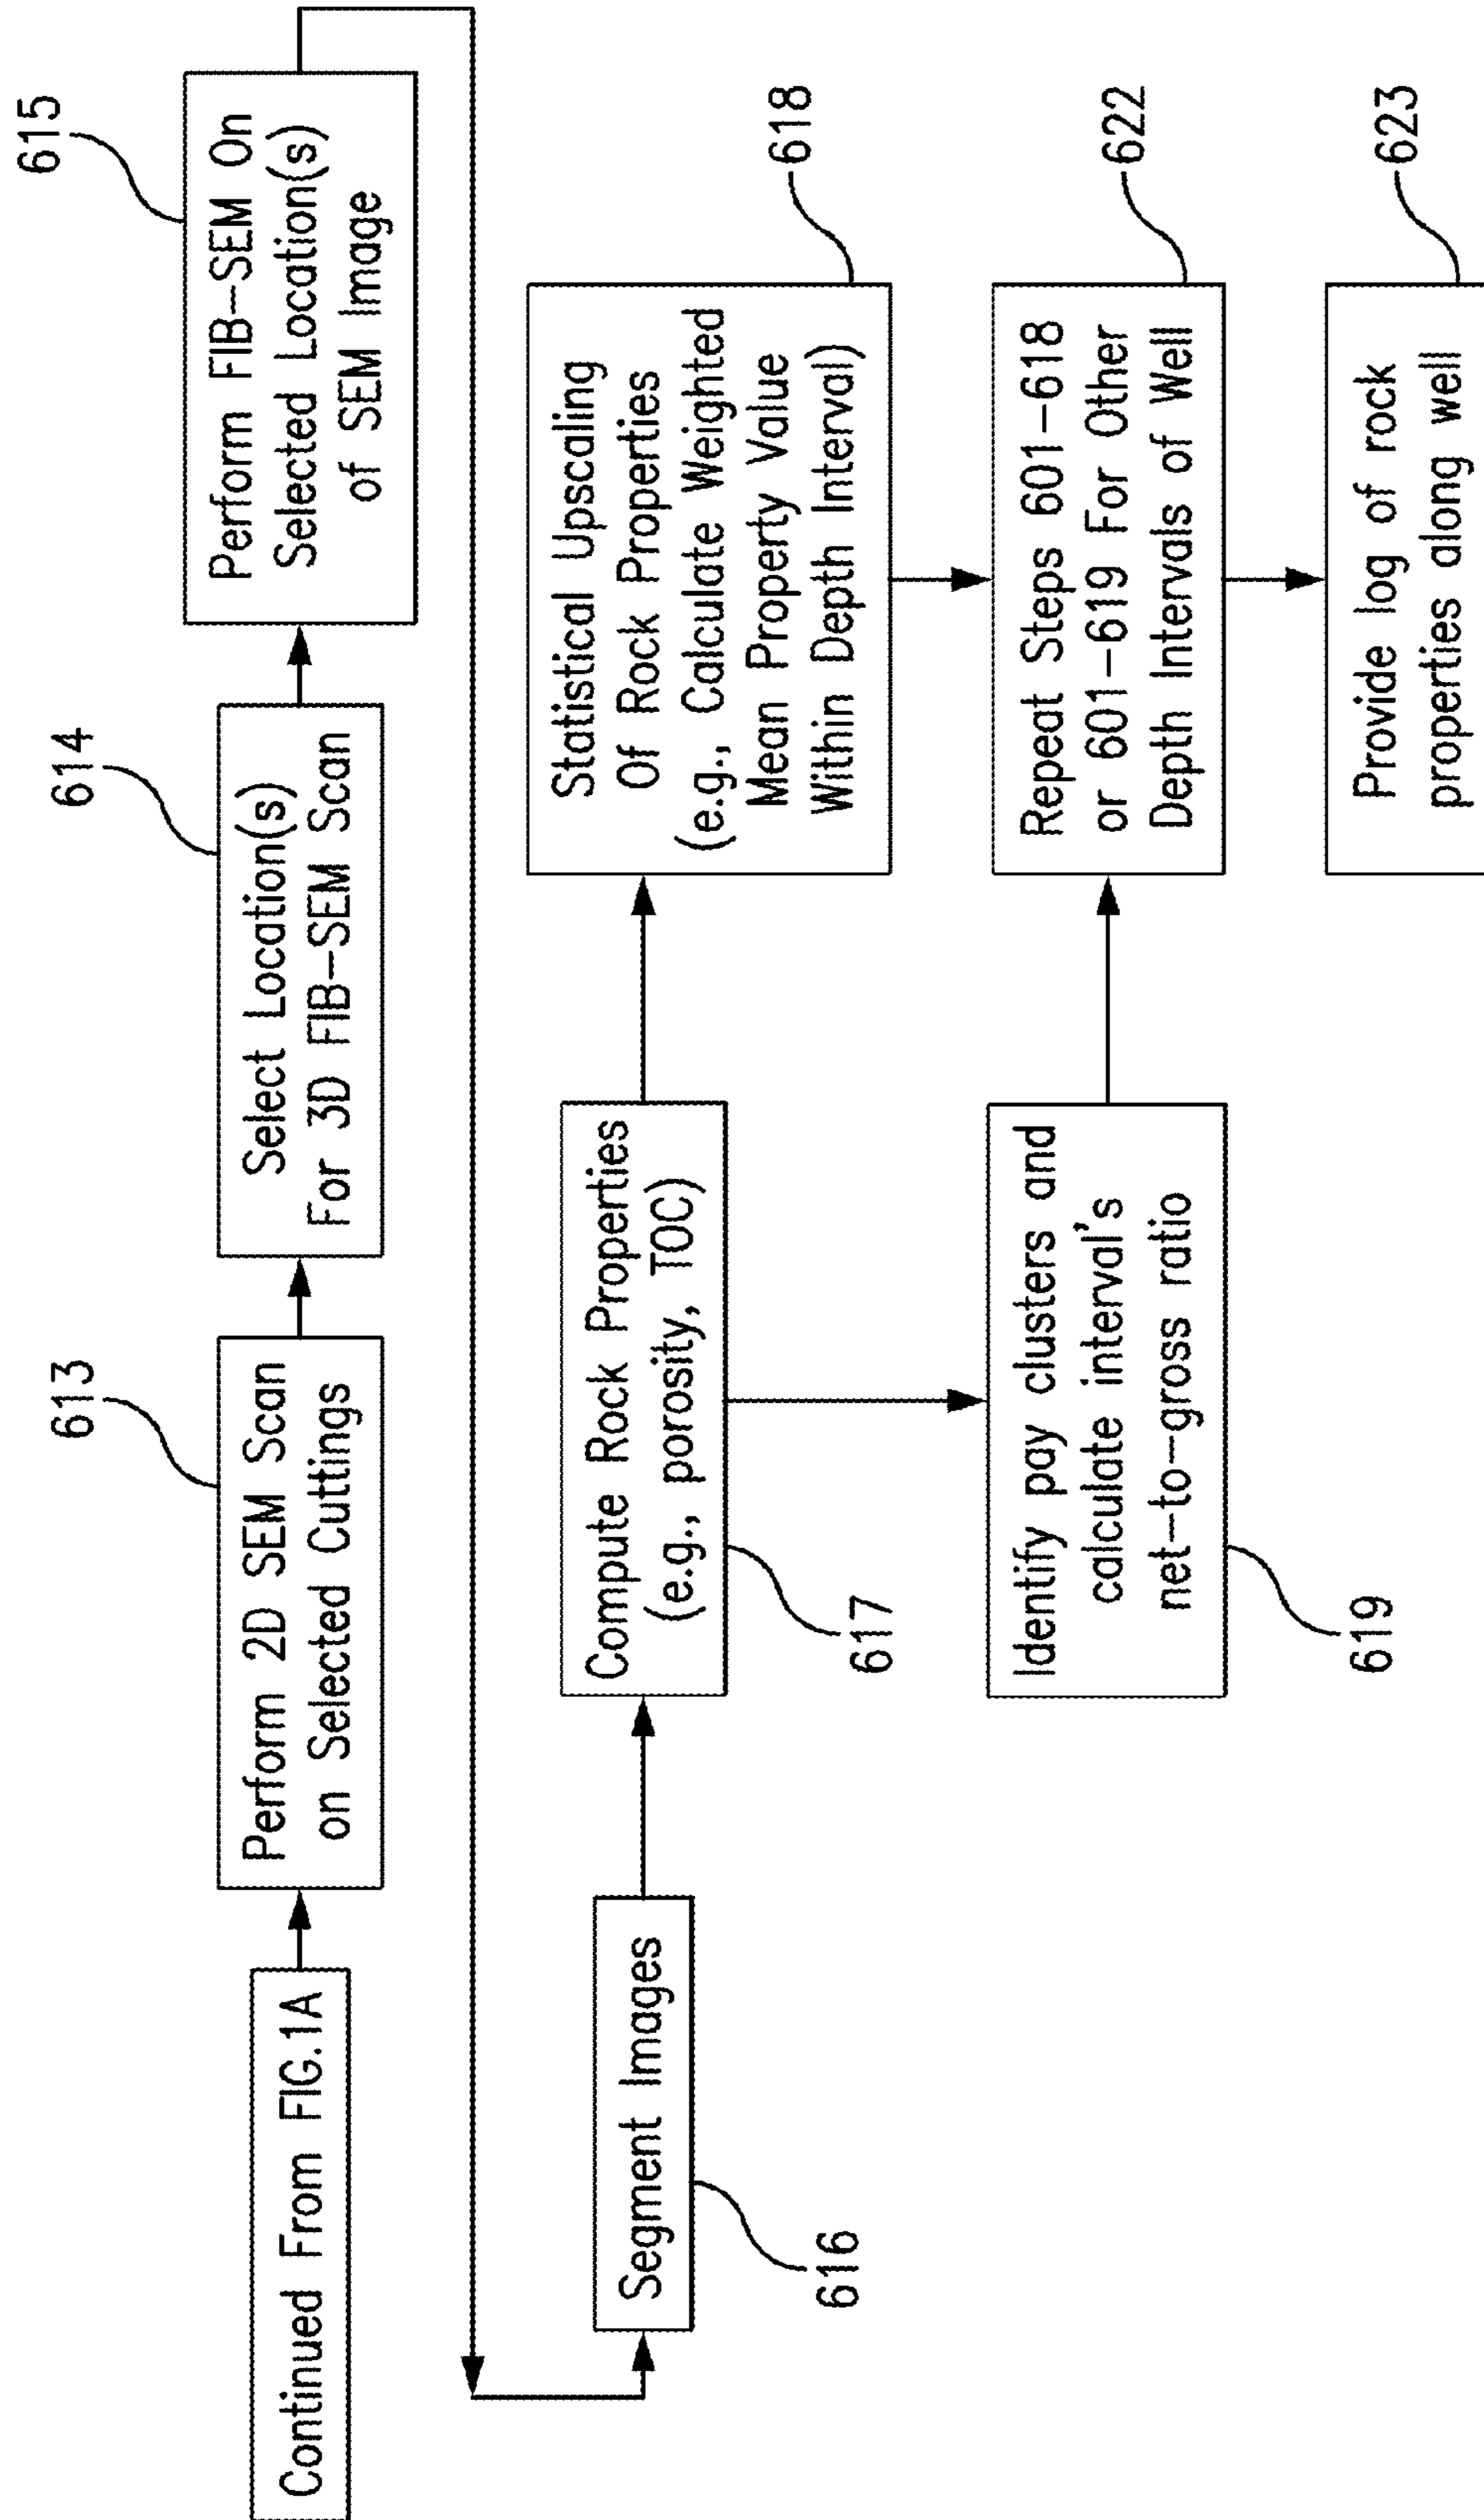 Continued From FIG.1A
613
Perform 2D SEM Scan
on Selected Cuttings
614
Select Location(s)
For 3D FIB-SEM Scan
615
Perform FIB-SEM On
Selected Location(s)
of SEM Image
Segment Images
616
Compute Rock Properties
(e.g., porosity, TOC)
617
Statistical Upscaling
Of Rock Properties
(e.g., Calculate Weighted
Mean Property Value
Within Depth Interval)
618
Identify pay clusters and
calculate interval's
net-to-gross ratio
619
Repeat Steps 601-618
or 601-619 For Other
Depth Intervals of Well
622
Provide log of rock
properties along well
623